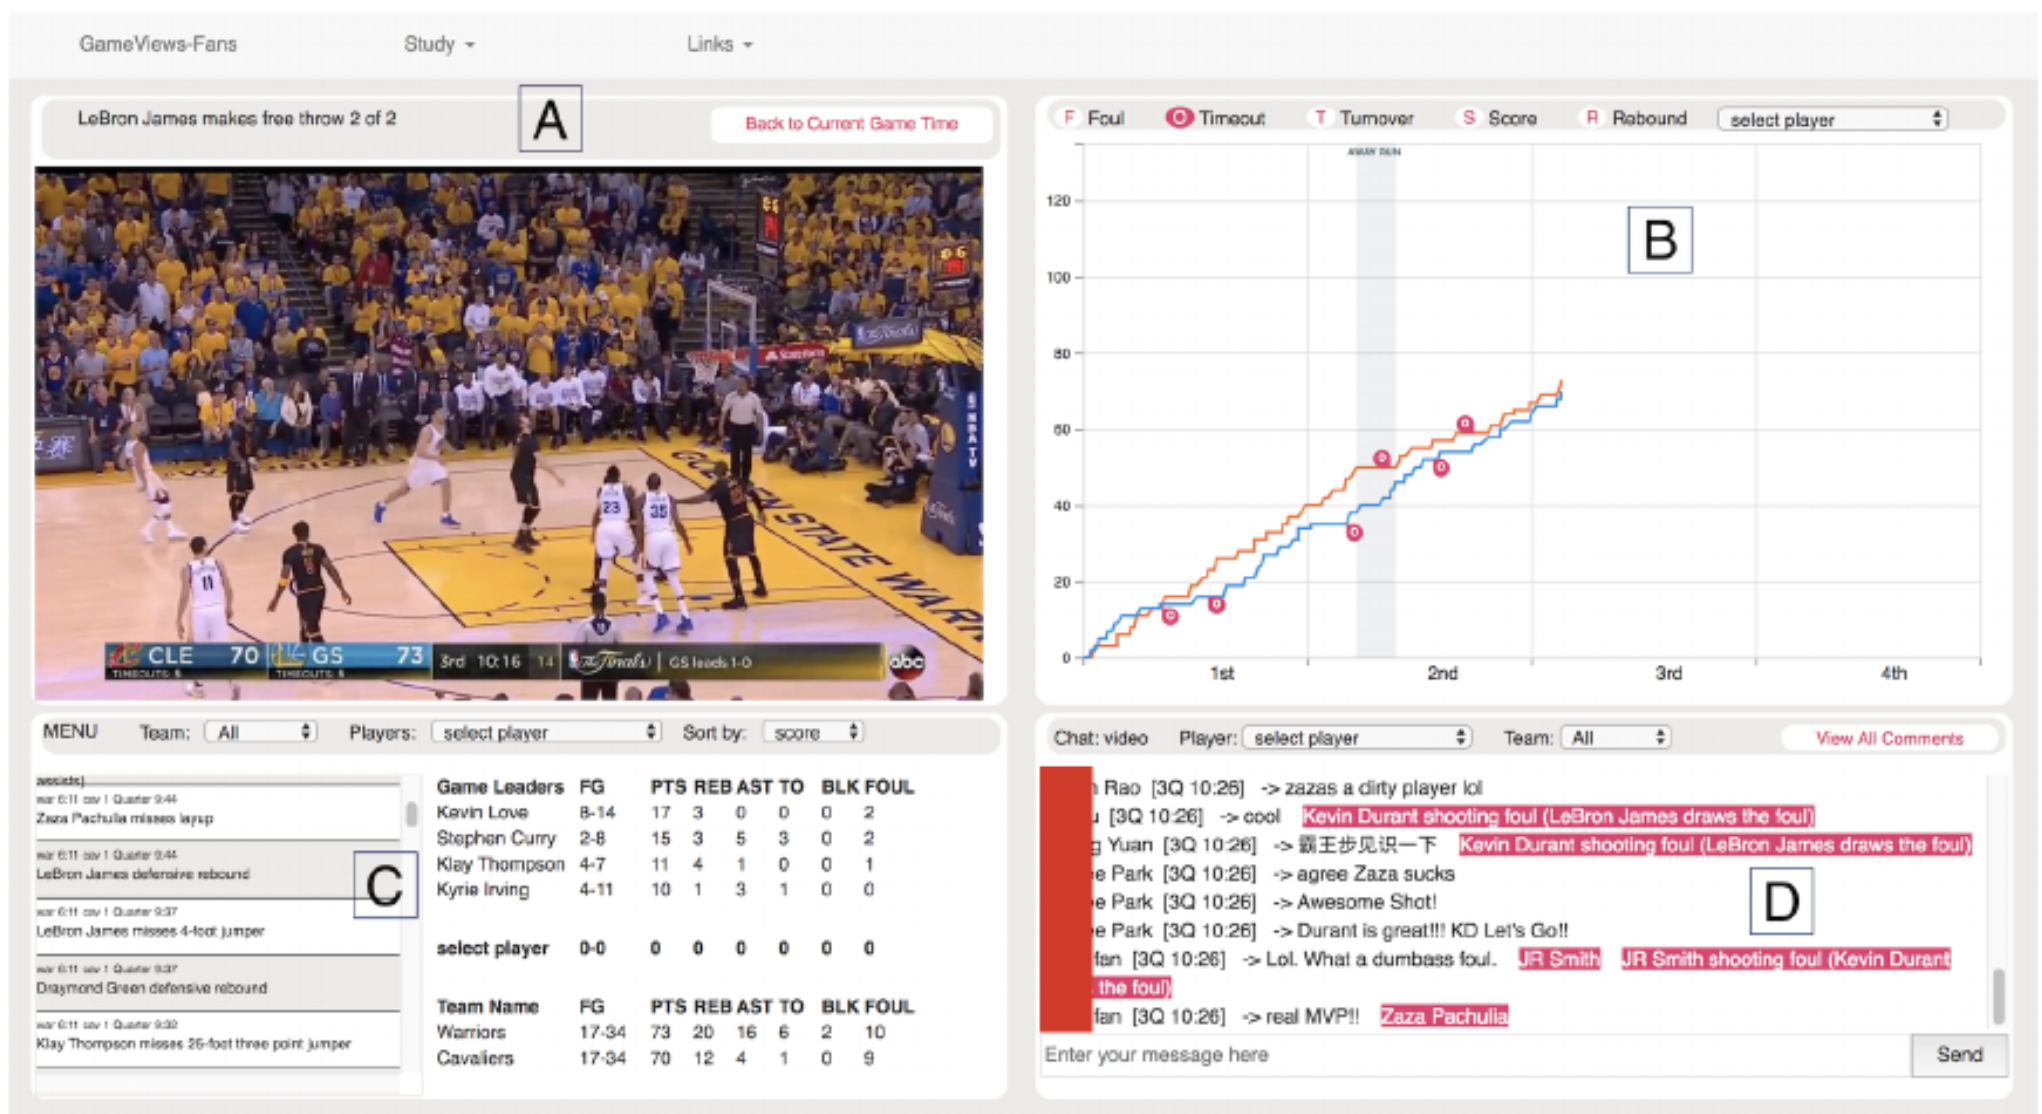 GameViews-Fans Study Links
LeBron James makes free throw 2 of 2
A
Back to Current Game Time
23
35
11
GOLDEN STATE WARR
NBA TV
CLE 70 GS 73 3rd 10:16 14 The Finals GS leads 1-0 abc
TIMEOUTS: TIMEOUTS:
F Foul O Timeout T Turnover S Score R Rebound select player
AWAY RUN
B
120
100
80
60
40
20
0
1st 2nd 3rd 4th
MENU Team: All Players: select player Sort by: score
assists)
war 6:11 cav 1 Quarter 9:44
Zaza Pachulia misses layup
war 6:11 cav 1 Quarter 9:44
LeBron James defensive rebound
war 6:11 cav 1 Quarter 9:37
LeBron James misses 4-foot jumper
war 6:11 cav 1 Quarter 9:37
Draymond Green defensive rebound
war 6:11 cav 1 Quarter 9:32
Klay Thompson misses 25-foot three point jumper
C
Game Leaders FG PTS REB AST TO BLK FOUL
Kevin Love 8-14 17 3 0 0 0 2
Stephen Curry 2-8 15 3 5 3 0 2
Klay Thompson 4-7 11 4 1 0 0 1
Kyrie Irving 4-11 10 1 3 1 0 0
select player 0-0 0 0 0 0 0 0
Team Name FG PTS REB AST TO BLK FOUL
Warriors 17-34 73 20 16 6 2 10
Cavaliers 17-34 70 12 4 1 0 9
Chat: video Player: select player Team: All View All Comments
Rao [3Q 10:26] -> zazas a dirty player lol
[3Q 10:26] -> cool Kevin Durant shooting foul (LeBron James draws the foul)
g Yuan [3Q 10:26] -> 霸王步见识一下 Kevin Durant shooting foul (LeBron James draws the foul)
e Park [3Q 10:26] -> agree Zaza sucks
e Park [3Q 10:26] -> Awesome Shot!
e Park [3Q 10:26] -> Durant is great!!! KD Let's Go!!
fan [3Q 10:26] -> Lol. What a dumbass foul. JR Smith JR Smith shooting foul (Kevin Durant
the foul)
fan [3Q 10:26] -> real MVP!! Zaza Pachulia
D
Enter your message here Send